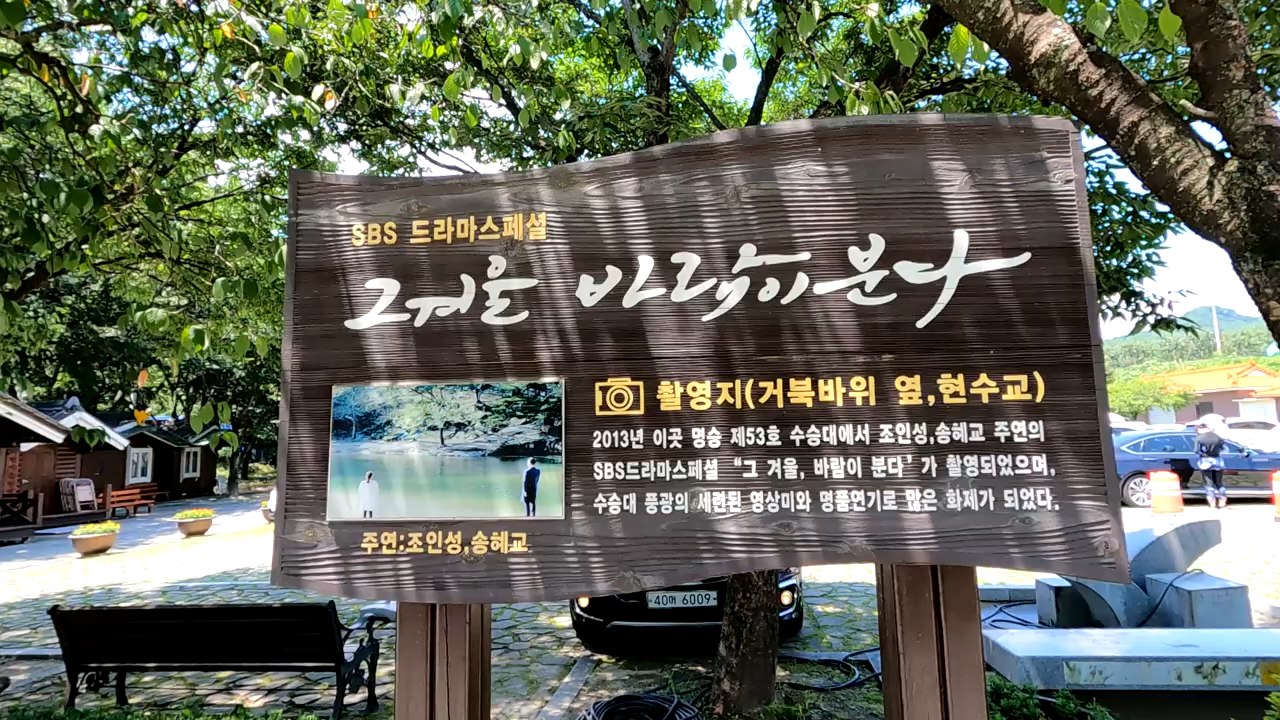 SBS 드라마스페셜
그겨울 바람이 분다
촬영지(거북바위 옆,현수교)
2013년 이곳 명승 제53호 수승대에서 조인성,송혜교 주연의
SBS드라마스페셜 “그 겨울, 바람이 분다’가 촬영되었으며,
수승대 풍광의 세련된 영상미와 명품연기로 많은 화제가 되었다.
주연:조인성,송혜교